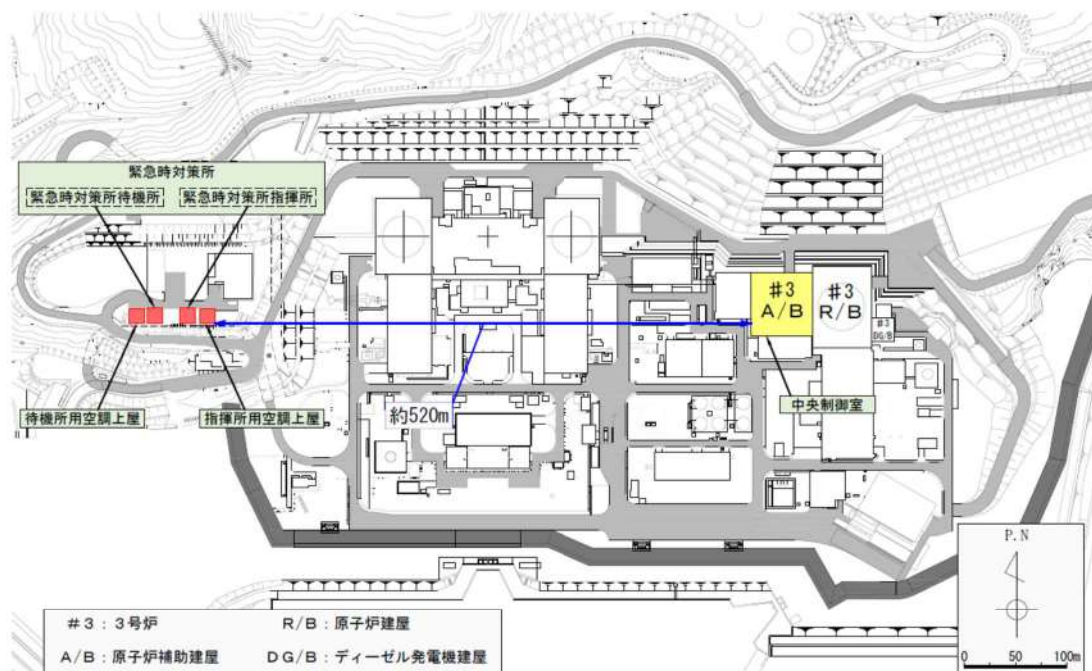 緊急時対策所
緊急時対策所待機所
緊急時対策所指揮所
#3
A/B
#3
R/B
#3
DG/B
待機所用空調上屋
指揮所用空調上屋
約520m
中央制御室
P.N
0 50 100m
#3:3号炉
R/B:原子炉建屋
A/B:原子炉補助建屋
DG/B:ディーゼル発電機建屋